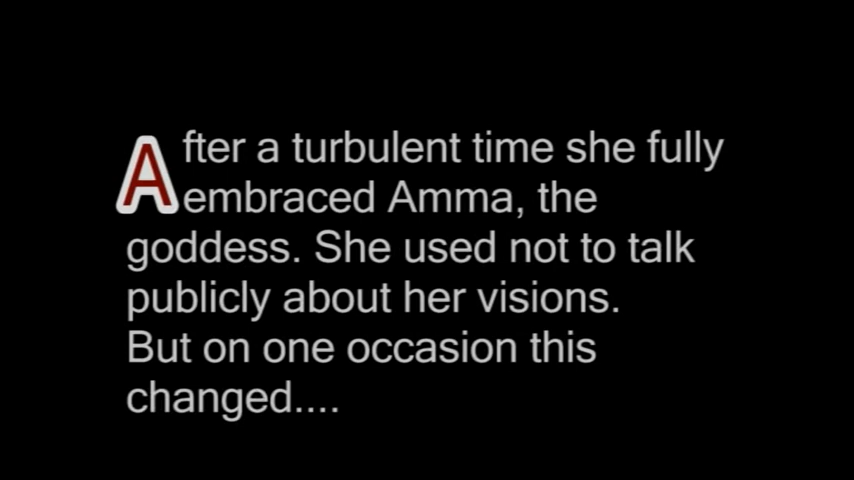 After a turbulent time she fully
embraced Amma, the
goddess. She used not to talk
publicly about her visions.
But on one occasion this
changed....